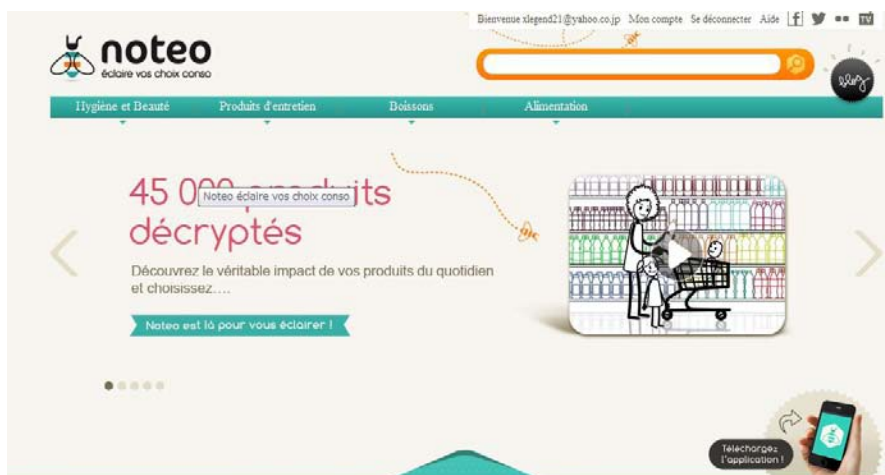 Bienvenue xlegend21@yahoo.co.jp Mon compte Se déconnecter Aide f TV
noteo
éclaire vos choix conso
blog
Hygiène et Beauté Produits d'entretien Boissons Alimentation
45 000 produits
Noteo éclaire vos choix conso
décryptés
Découvrez le véritable impact de vos produits du quotidien
et choisissez....
Noteo est là pour vous éclairer !
Téléchargez
l'application !